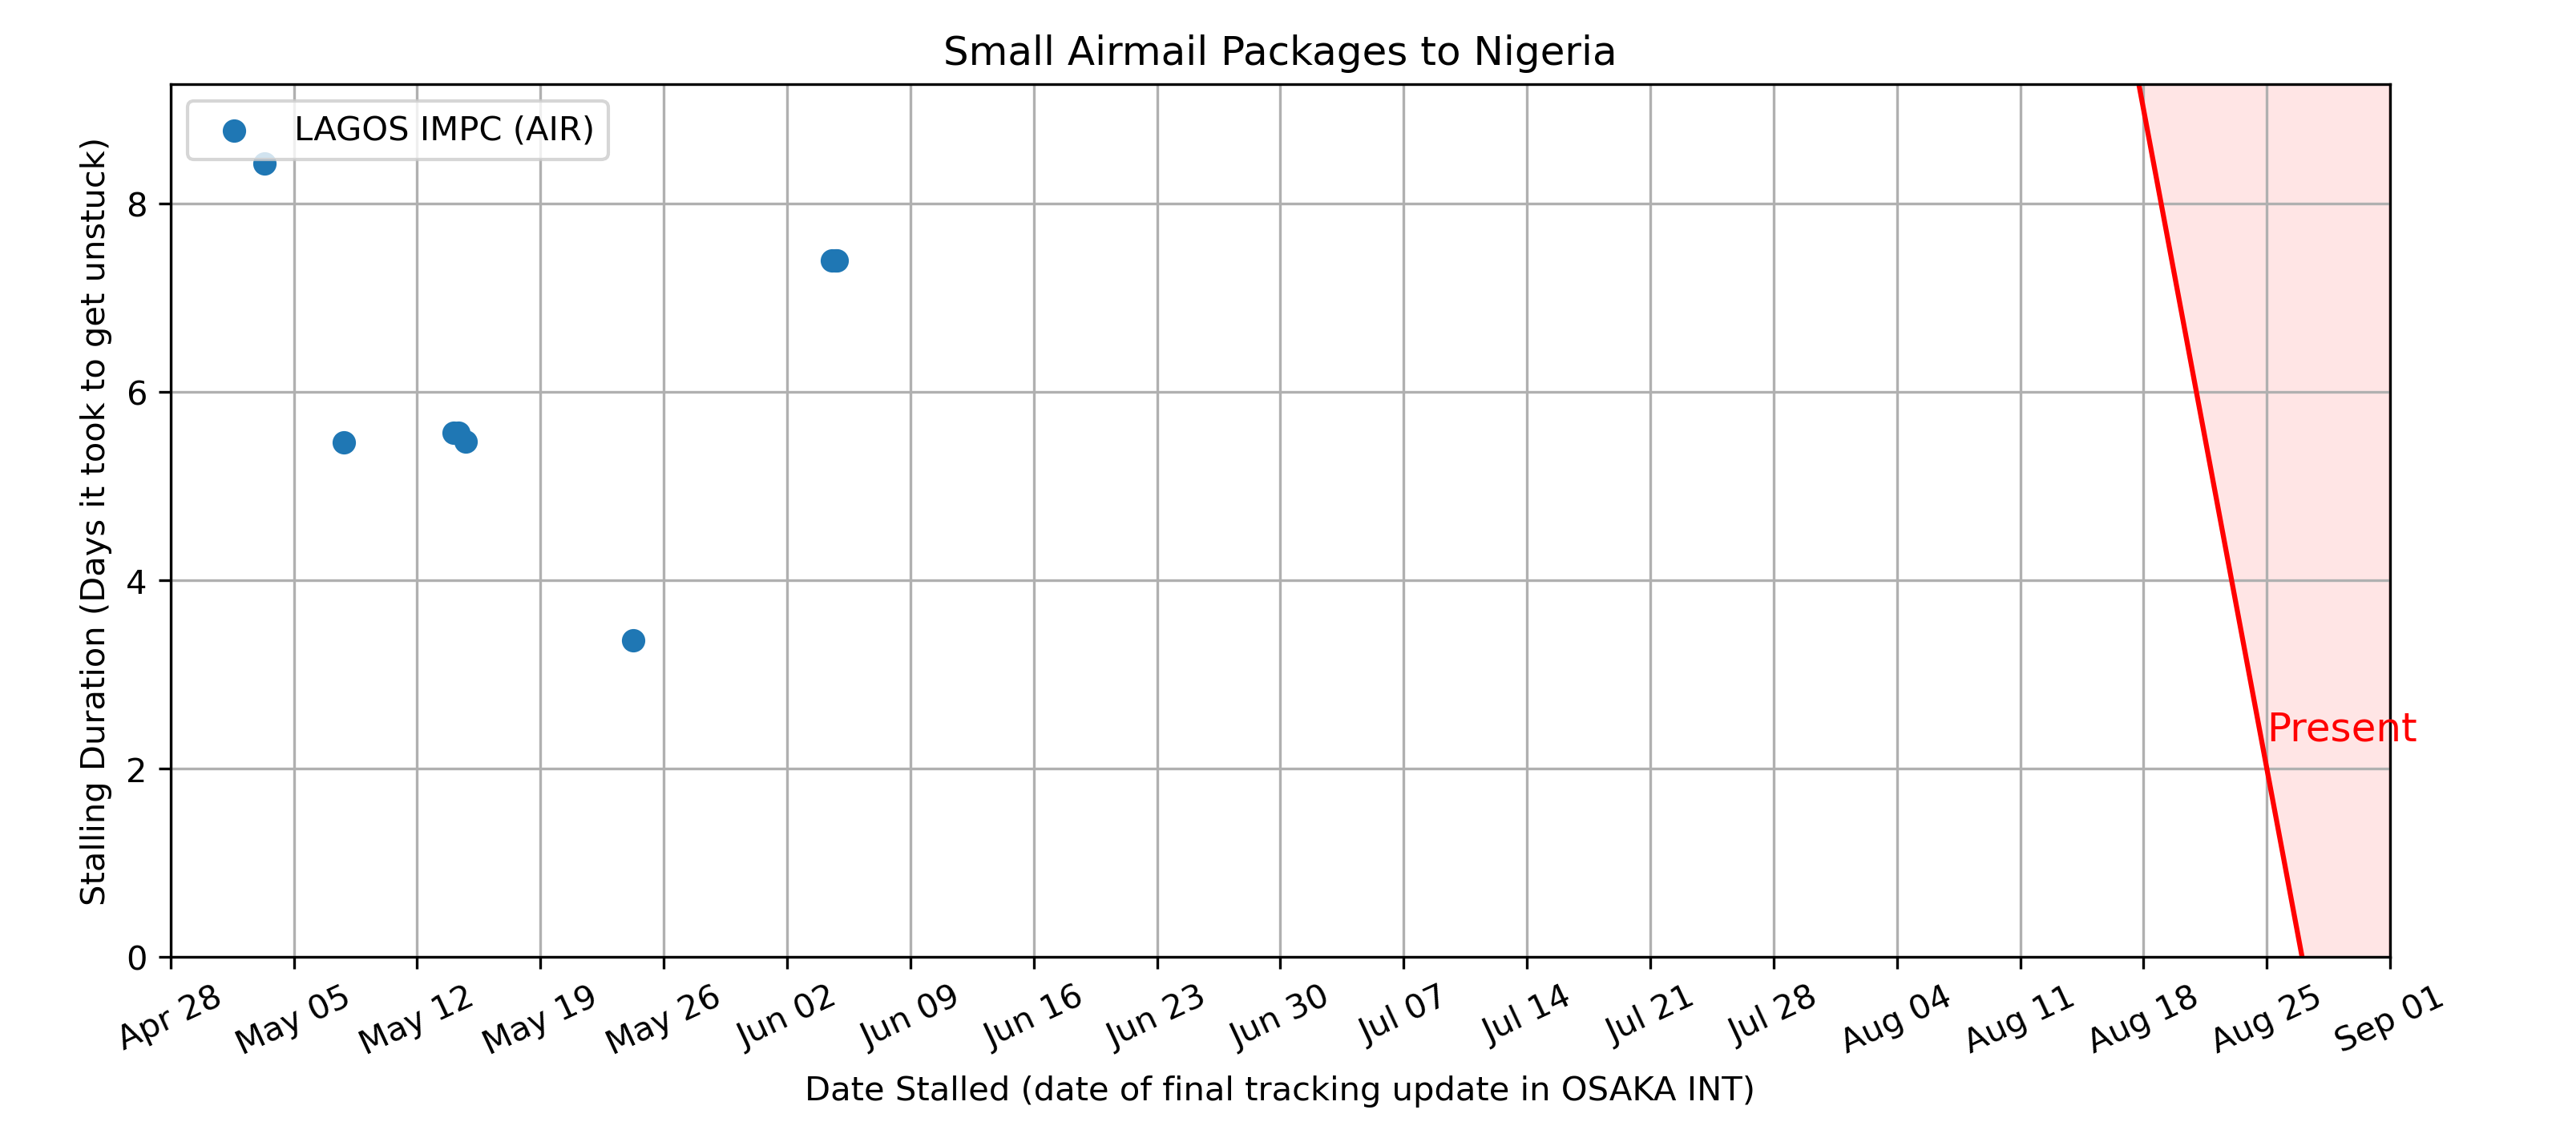 Small Airmail Packages to Nigeria
LAGOS IMPC (AIR)
Stalling Duration (Days it took to get unstuck)
8
6
4
2
0
Present
Apr 28
May 05
May 12
May 19
May 26
Jun 02
Jun 09
Jun 16
Jun 23
Jun 30
Jul 07
Jul 14
Jul 21
Jul 28
Aug 04
Aug 11
Aug 18
Aug 25
Sep 01
Date Stalled (date of final tracking update in OSAKA INT)